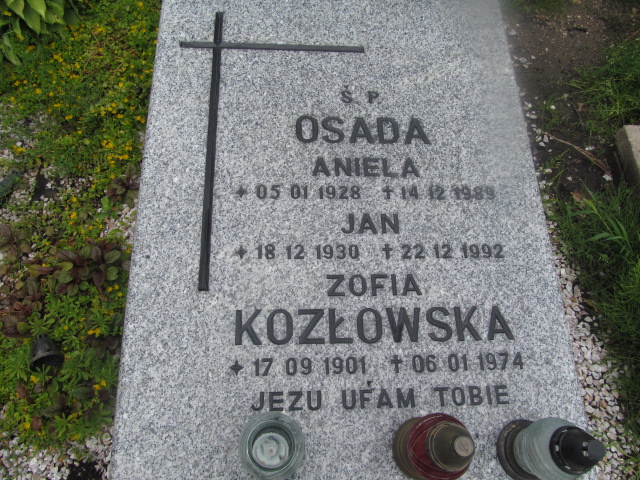 Ś. P.
OSADA
ANIELA
✦ 05 01 1928 ✝ 14 12 1989
JAN
✦ 18 12 1930 ✝ 22 12 1992
ZOFIA
KOZŁOWSKA
✦ 17 09 1901 ✝ 06 01 1974
JEZU UFAM TOBIE